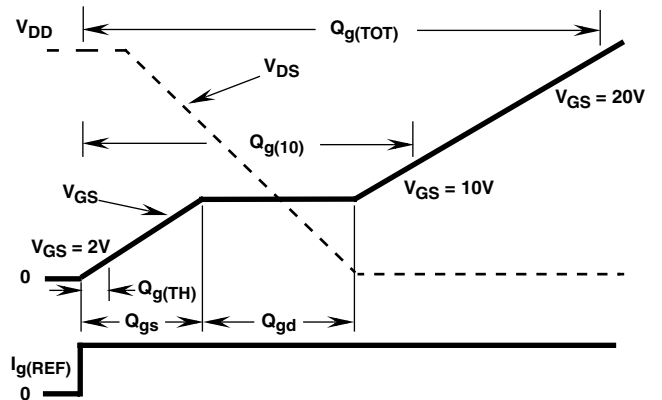 V_DD
Q_g(TOT)
V_DS
V_GS = 20V
Q_g(10)
V_GS
V_GS = 10V
V_GS = 2V
0
Q_g(TH)
Q_gs
Q_gd
I_g(REF)
0